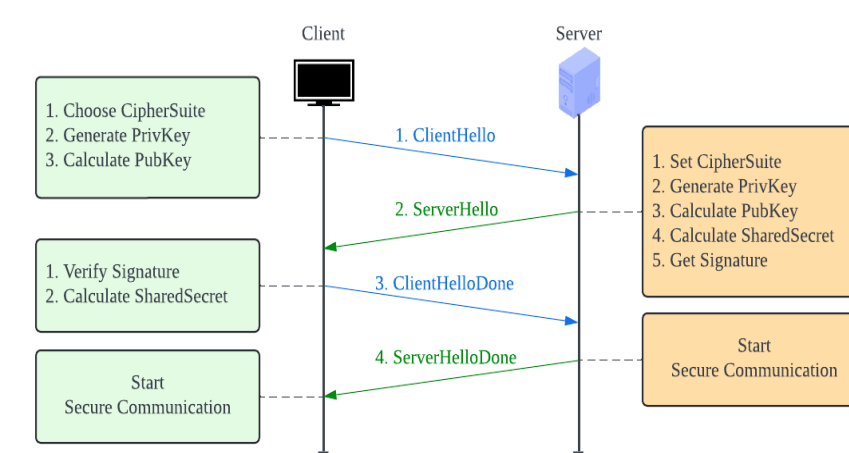 Client
Server
1. Choose CipherSuite
2. Generate PrivKey
3. Calculate PubKey
1. ClientHello
1. Set CipherSuite
2. Generate PrivKey
3. Calculate PubKey
4. Calculate SharedSecret
5. Get Signature
2. ServerHello
1. Verify Signature
2. Calculate SharedSecret
3. ClientHelloDone
Start
Secure Communication
4. ServerHelloDone
Start
Secure Communication